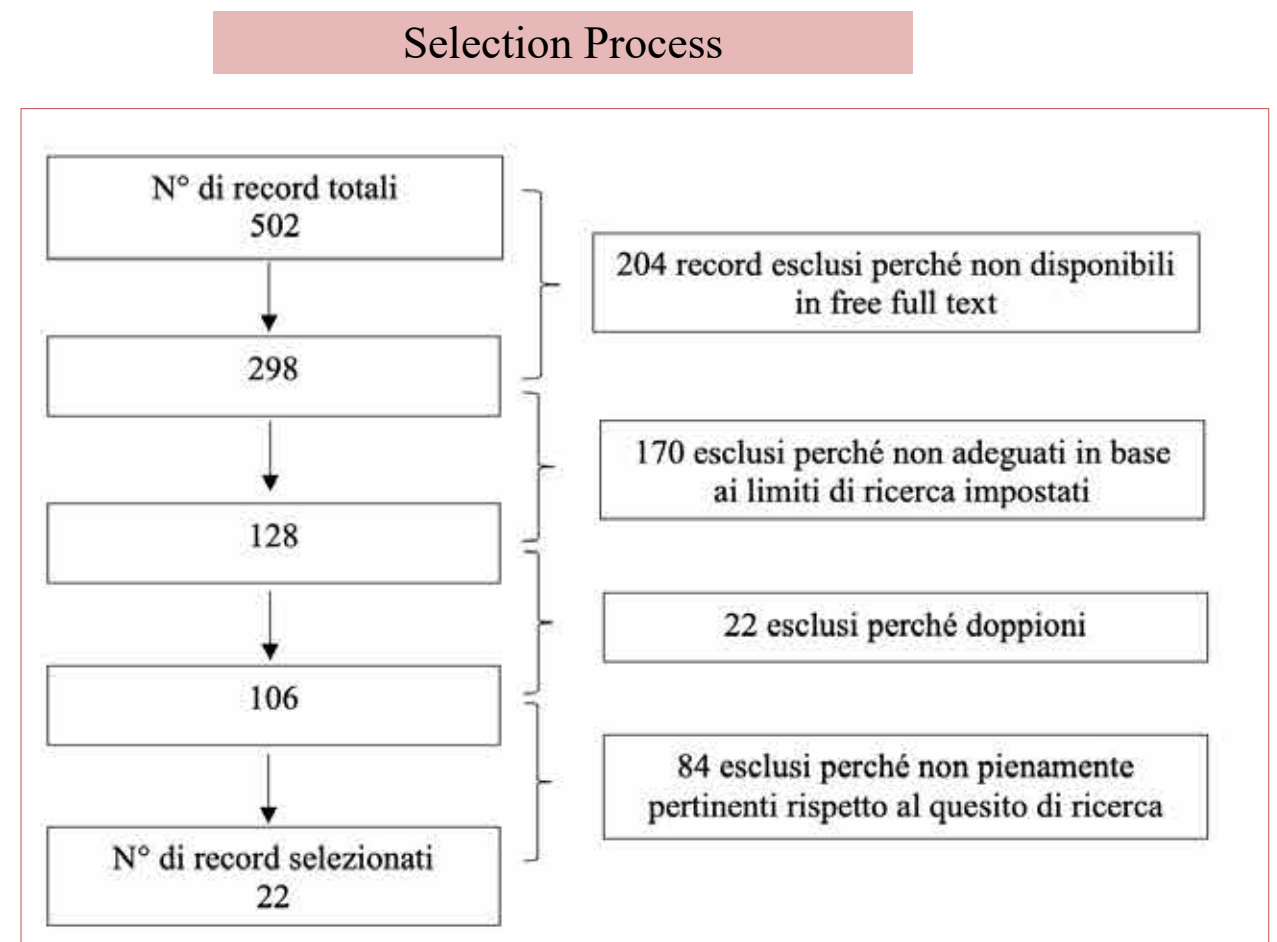 Selection Process
N° di record totali
502
204 record esclusi perché non disponibili
in free full text
298
170 esclusi perché non adeguati in base
ai limiti di ricerca impostati
128
22 esclusi perché doppioni
106
84 esclusi perché non pienamente
pertinenti rispetto al quesito di ricerca
N° di record selezionati
22